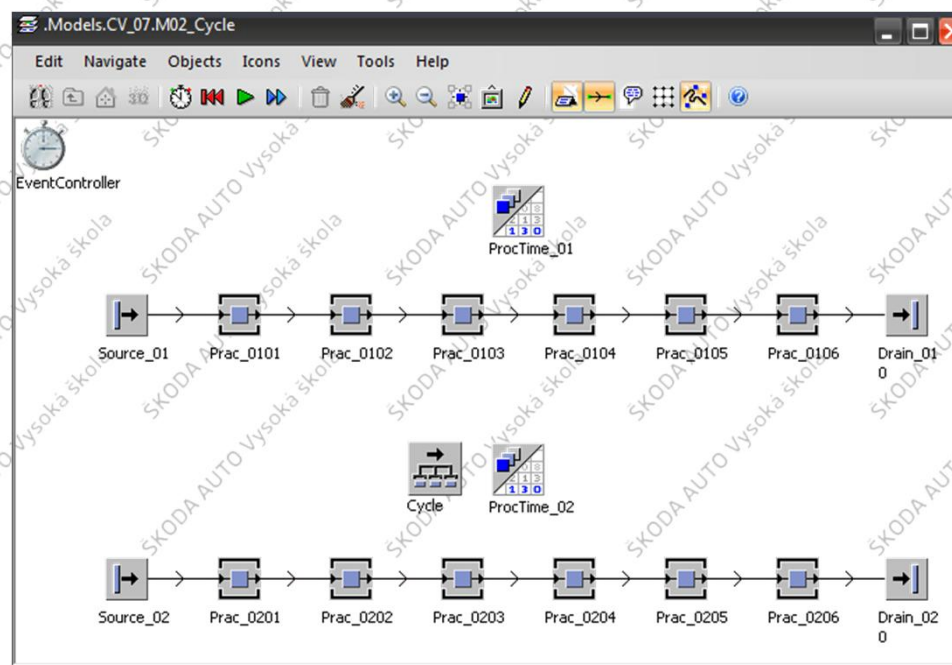 .Models.CV_07.M02_Cycle
Edit Navigate Objects Icons View Tools Help
3D
EventController
ProcTime_01
Source_01 Prac_0101 Prac_0102 Prac_0103 Prac_0104 Prac_0105 Prac_0106 Drain_01
0
Cycle ProcTime_02
Source_02 Prac_0201 Prac_0202 Prac_0203 Prac_0204 Prac_0205 Prac_0206 Drain_02
0
ŠKODA AUTO Vysoká škola